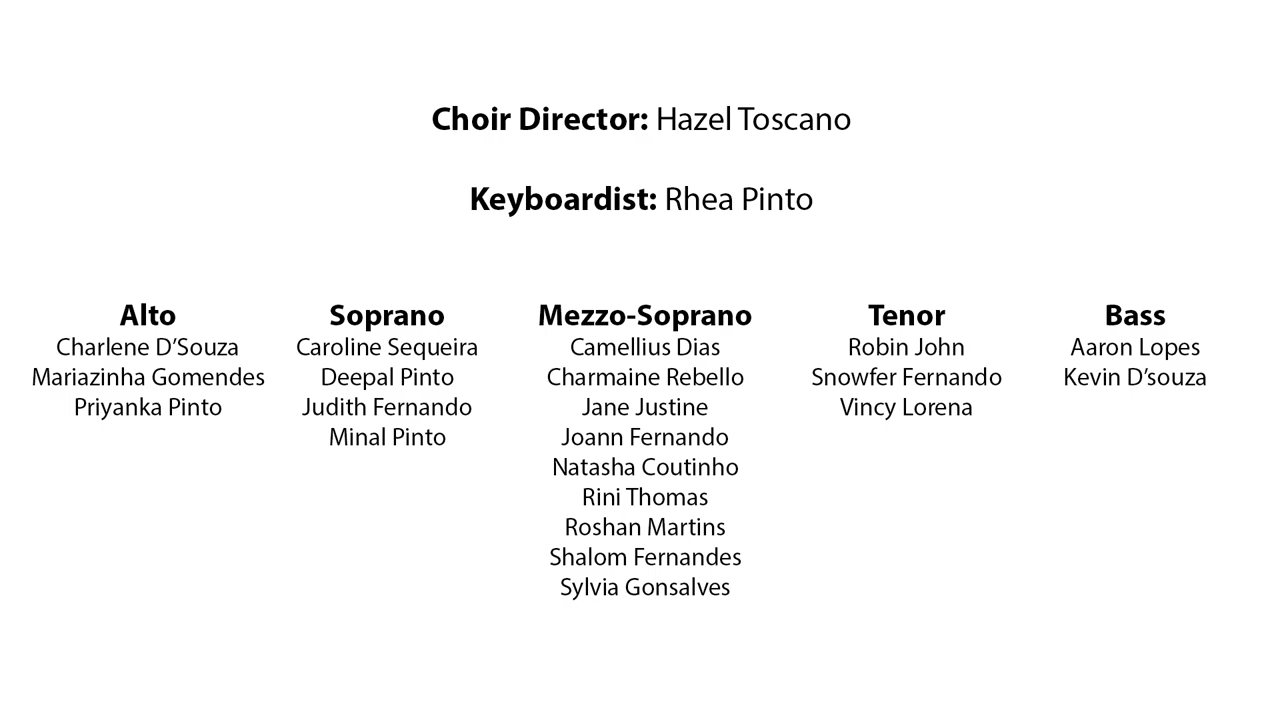 Choir Director: Hazel Toscano
Keyboardist: Rhea Pinto
Alto
Charlene D’Souza
Mariazinha Gomendes
Priyanka Pinto
Soprano
Caroline Sequeira
Deepal Pinto
Judith Fernando
Minal Pinto
Mezzo-Soprano
Camellius Dias
Charmaine Rebello
Jane Justine
Joann Fernando
Natasha Coutinho
Rini Thomas
Roshan Martins
Shalom Fernandes
Sylvia Gonsalves
Tenor
Robin John
Snowfer Fernando
Vincy Lorena
Bass
Aaron Lopes
Kevin D’souza